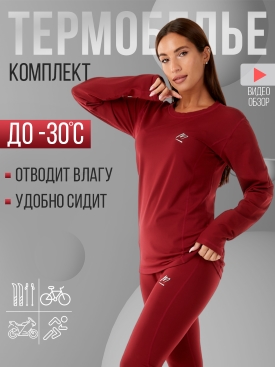 ТЕРМОБЕЛЬЕ
КОМПЛЕКТ
ВИДЕО
ОБЗОР
ДО -30°С
• ОТВОДИТ ВЛАГУ
• УДОБНО СИДИТ